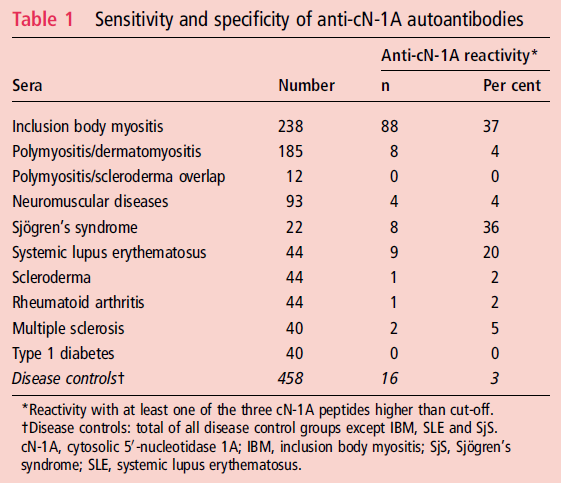 Table 1 Sensitivity and specificity of anti-cN-1A autoantibodies
Anti-cN-1A reactivity*
Sera Number n Per cent
Inclusion body myositis 238 88 37
Polymyositis/dermatomyositis 185 8 4
Polymyositis/scleroderma overlap 12 0 0
Neuromuscular diseases 93 4 4
Sjögren's syndrome 22 8 36
Systemic lupus erythematosus 44 9 20
Scleroderma 44 1 2
Rheumatoid arthritis 44 1 2
Multiple sclerosis 40 2 5
Type 1 diabetes 40 0 0
Disease controls† 458 16 3
*Reactivity with at least one of the three cN-1A peptides higher than cut-off.
†Disease controls: total of all disease control groups except IBM, SLE and SjS.
cN-1A, cytosolic 5′-nucleotidase 1A; IBM, inclusion body myositis; SjS, Sjögren's
syndrome; SLE, systemic lupus erythematosus.